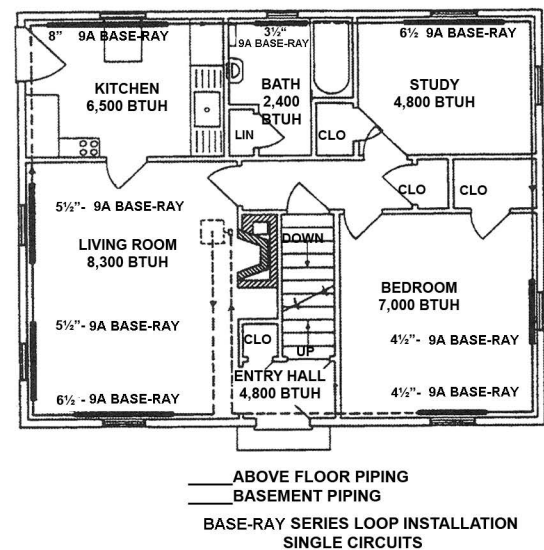 8" 9A BASE-RAY
3½"
9A BASE-RAY
6½ 9A BASE-RAY
KITCHEN
6,500 BTUH
BATH
2,400
BTUH
STUDY
4,800 BTUH
LIN
CLO
CLO
CLO
5½"- 9A BASE-RAY
LIVING ROOM
8,300 BTUH
DOWN
BEDROOM
7,000 BTUH
5½"- 9A BASE-RAY
CLO
UP
4½"- 9A BASE-RAY
ENTRY HALL
4,800 BTUH
6½ - 9A BASE-RAY
4½"- 9A BASE-RAY
ABOVE FLOOR PIPING
BASEMENT PIPING
BASE-RAY SERIES LOOP INSTALLATION
SINGLE CIRCUITS